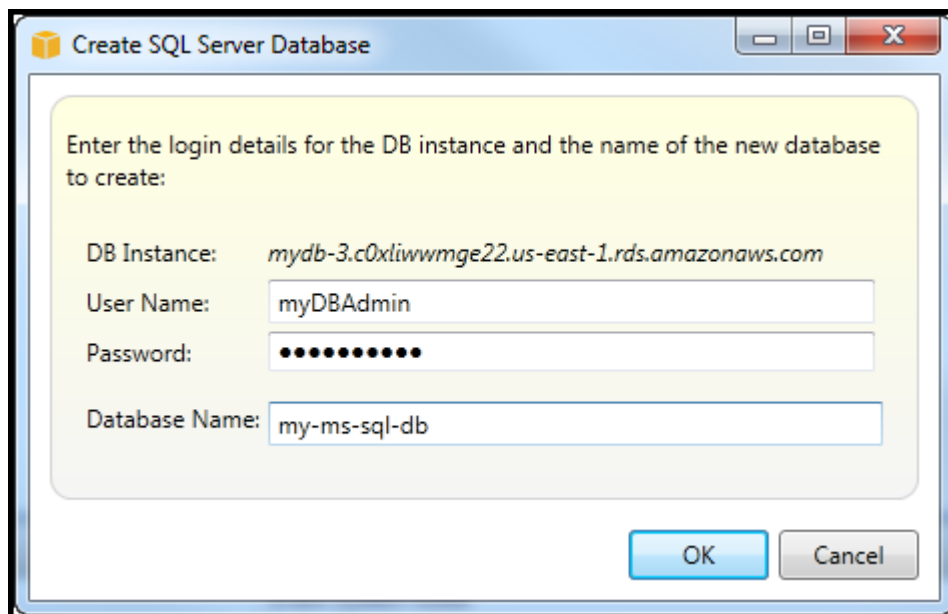 Create SQL Server Database
Enter the login details for the DB instance and the name of the new database
to create:
DB Instance: mydb-3.c0xliwwmge22.us-east-1.rds.amazonaws.com
User Name: myDBAdmin
Password: ●●●●●●●●●●
Database Name: my-ms-sql-db
OK Cancel